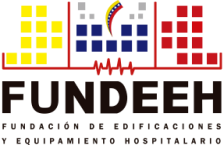 FUNDEEH
FUNDACIÓN DE EDIFICACIONES
Y EQUIPAMIENTO HOSPITALARIO